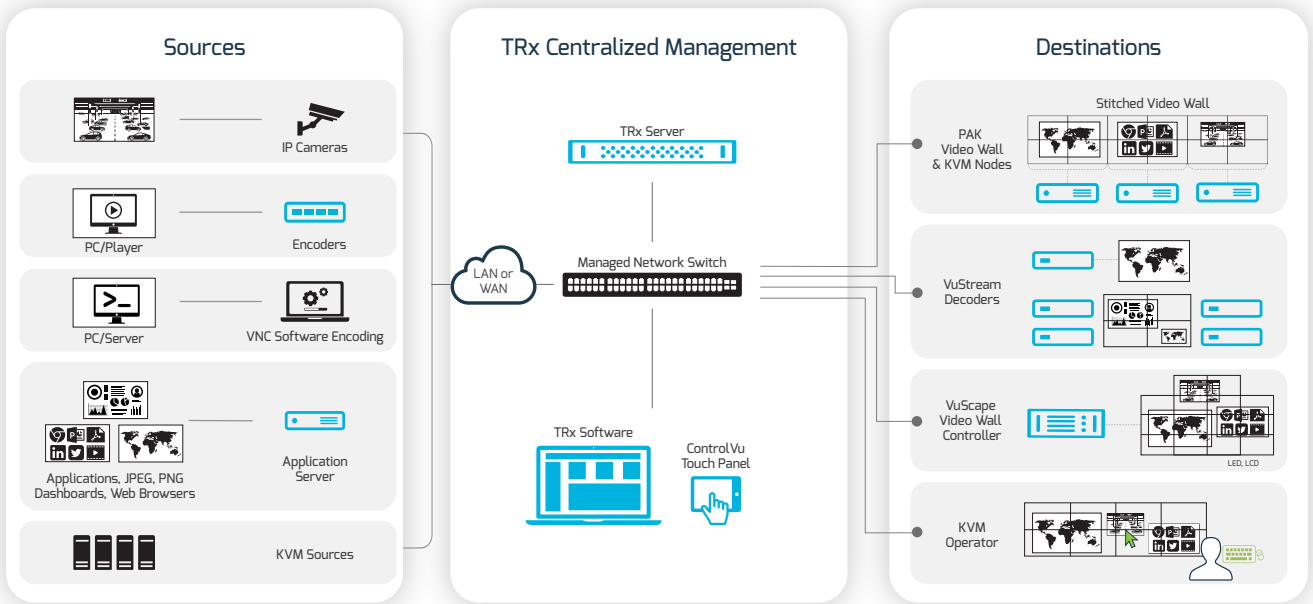 Sources
IP Cameras
PC/Player
Encoders
PC/Server
VNC Software Encoding
Applications, JPEG, PNG
Dashboards, Web Browsers
Application
Server
KVM Sources
LAN or
WAN
TRx Centralized Management
TRx Server
Managed Network Switch
TRx Software
ControlVu
Touch Panel
Destinations
PAK
Video Wall
& KVM Nodes
Stitched Video Wall
VuStream
Decoders
VuScape
Video Wall
Controller
LED, LCD
KVM
Operator